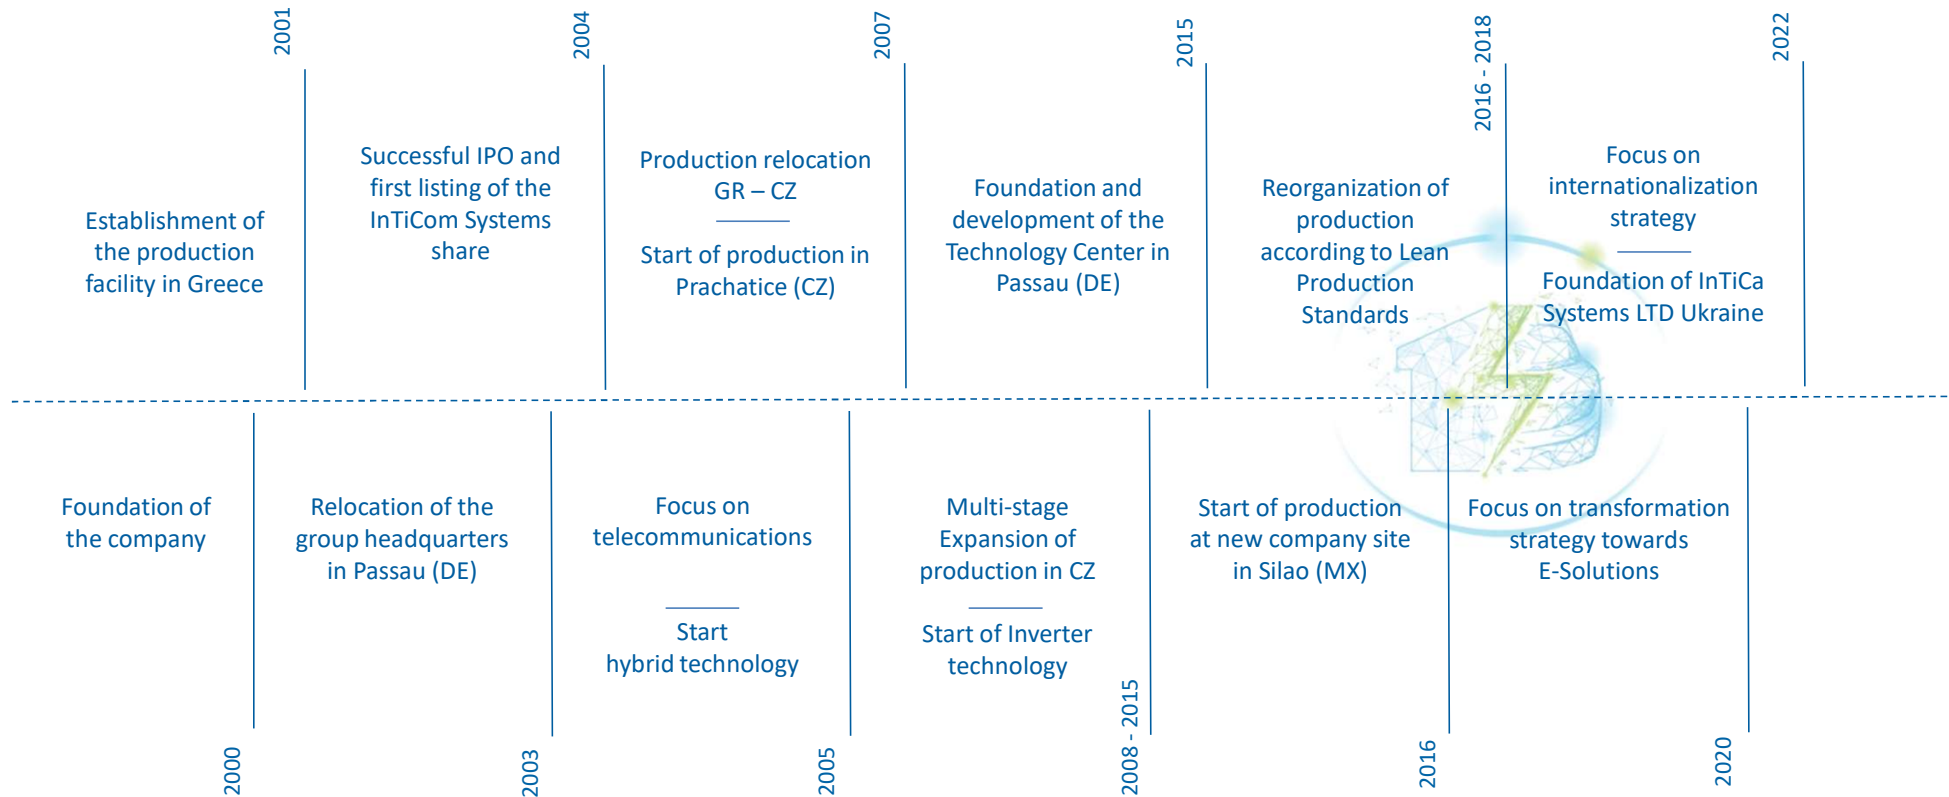 2001
Establishment of
the production
facility in Greece
2004
Successful IPO and
first listing of the
InTiCom Systems
share
2007
Production relocation
GR – CZ
Start of production in
Prachatice (CZ)
2015
Foundation and
development of the
Technology Center in
Passau (DE)
2016 - 2018
Reorganization of
production
according to Lean
Production
Standards
2022
Focus on
internationalization
strategy
Foundation of InTiCa
Systems LTD Ukraine
Foundation of
the company
2000
Relocation of the
group headquarters
in Passau (DE)
2003
Focus on
telecommunications
Start
hybrid technology
2005
Multi-stage
Expansion of
production in CZ
Start of Inverter
technology
2008 - 2015
Start of production
at new company site
in Silao (MX)
2016
Focus on transformation
strategy towards
E-Solutions
2020